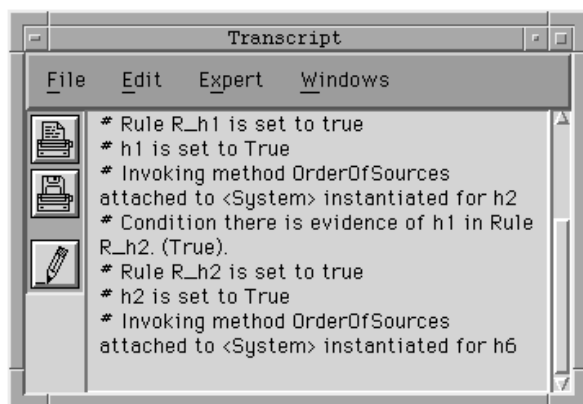 Transcript
File Edit Expert Windows
# Rule R_h1 is set to true
# h1 is set to True
# Invoking method OrderOfSources
attached to <System> instantiated for h2
# Condition there is evidence of h1 in Rule
R_h2. (True).
# Rule R_h2 is set to true
# h2 is set to True
# Invoking method OrderOfSources
attached to <System> instantiated for h6